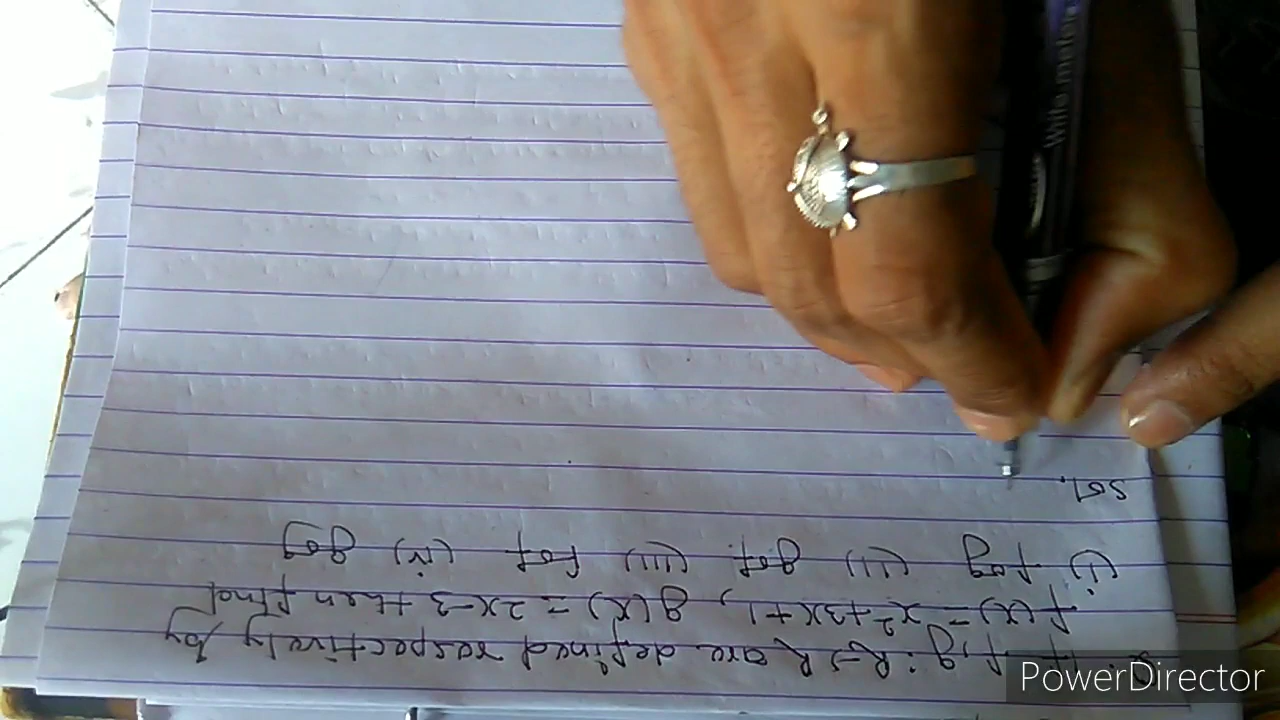 If f,g: R→R are defined respectively by
f(x) = x²+3x+1, g(x) = 2x-3 then find
(i) fog (ii) gof (iii) fof (iv) gog
Sol.
PowerDirector